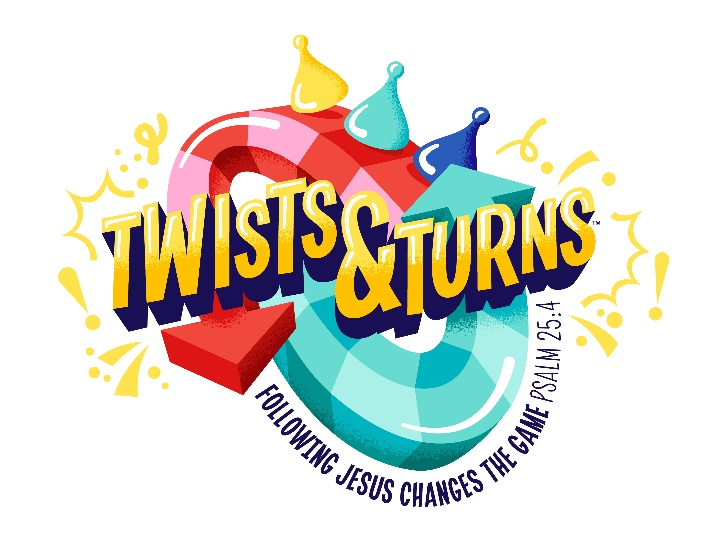 TWISTS & TURNS™
FOLLOWING JESUS CHANGES THE GAME PSALM 25:4